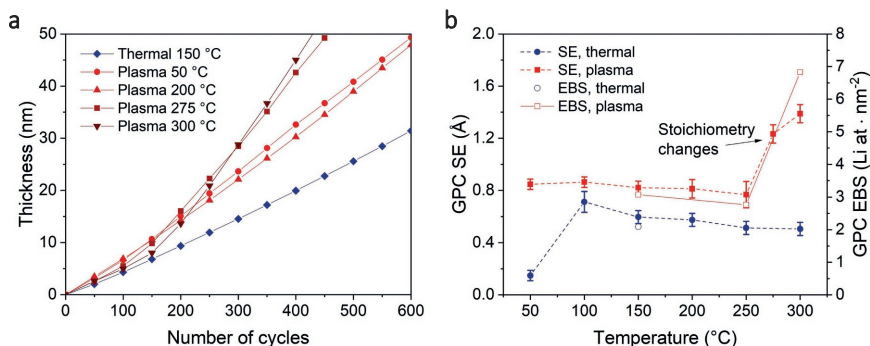 a
50
40
30
20
10
0
Thickness (nm)
Thermal 150 °C
Plasma 50 °C
Plasma 200 °C
Plasma 275 °C
Plasma 300 °C
0 100 200 300 400 500 600
Number of cycles
b
2.0
1.6
1.2
0.8
0.4
0.0
GPC SE (Å)
SE, thermal
SE, plasma
EBS, thermal
EBS, plasma
Stoichiometry
changes
8
7
6
5
4
3
2
1
0
GPC EBS (Li at · nm⁻²)
50 100 150 200 250 300
Temperature (°C)